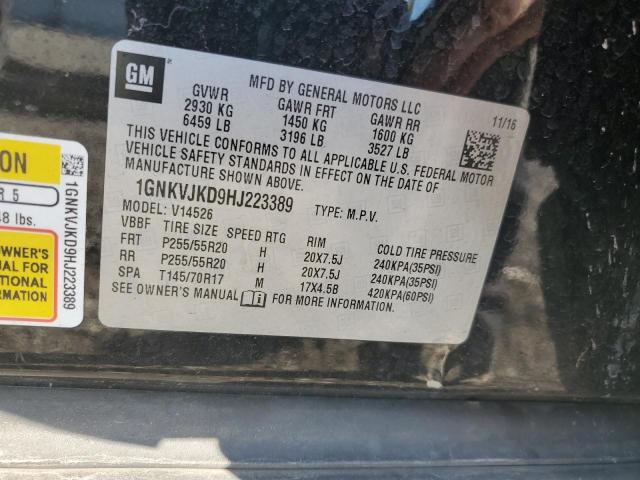 GM
MFD BY GENERAL MOTORS LLC
GVWR GAWR FRT GAWR RR 11/16
2930 KG 1450 KG 1600 KG
6459 LB 3196 LB 3527 LB
THIS VEHICLE CONFORMS TO ALL APPLICABLE U.S. FEDERAL MOTOR
VEHICLE SAFETY STANDARDS IN EFFECT ON THE DATE OF
MANUFACTURE SHOWN ABOVE.
1GNKVJKD9HJ223389 TYPE: M.P.V.
MODEL: V14526
VBBF TIRE SIZE SPEED RTG RIM COLD TIRE PRESSURE
FRT P255/55R20 H 20X7.5J 240KPA(35PSI)
RR P255/55R20 H 20X7.5J 240KPA(35PSI)
SPA T145/70R17 M 17X4.5B 420KPA(60PSI)
SEE OWNER'S MANUAL FOR MORE INFORMATION.
ON
R 5
48 lbs.
OWNER'S
UAL FOR
TIONAL
RMATION
1GNKVJKD9HJ223389